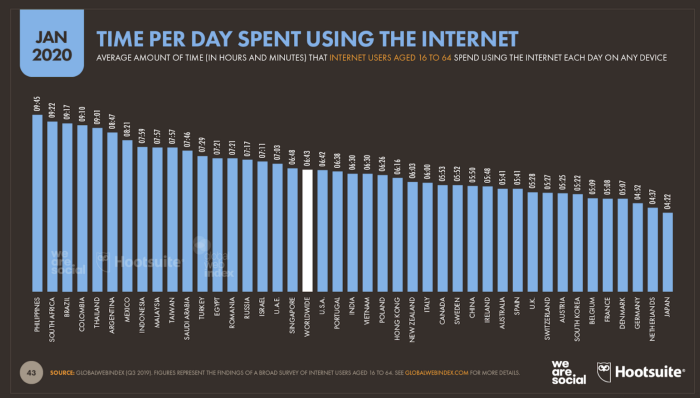 JAN
2020
TIME PER DAY SPENT USING THE INTERNET
AVERAGE AMOUNT OF TIME (IN HOURS AND MINUTES) THAT INTERNET USERS AGED 16 TO 64 SPEND USING THE INTERNET EACH DAY ON ANY DEVICE
09:45
09:22
09:17
09:10
09:01
08:47
08:21
07:59
07:57
07:57
07:46
07:29
07:21
07:21
07:17
07:11
07:03
06:48
06:43
06:42
06:38
06:30
06:30
06:26
06:16
06:03
06:00
05:53
05:52
05:50
05:48
05:41
05:41
05:28
05:27
05:25
05:22
05:09
05:08
05:07
04:52
04:37
04:22
we
are.
social
Hootsuite®
global
web
index
PHILIPPINES
SOUTH AFRICA
BRAZIL
COLOMBIA
THAILAND
ARGENTINA
MEXICO
INDONESIA
MALAYSIA
TAIWAN
SAUDI ARABIA
TURKEY
EGYPT
ROMANIA
RUSSIA
ISRAEL
U.A.E.
SINGAPORE
WORLDWIDE
U.S.A.
PORTUGAL
INDIA
VIETNAM
POLAND
HONG KONG
NEW ZEALAND
ITALY
CANADA
SWEDEN
CHINA
IRELAND
AUSTRALIA
SPAIN
U.K.
SWITZERLAND
AUSTRIA
SOUTH KOREA
BELGIUM
FRANCE
DENMARK
GERMANY
NETHERLANDS
JAPAN
43
SOURCE: GLOBALWEBINDEX (Q3 2019). FIGURES REPRESENT THE FINDINGS OF A BROAD SURVEY OF INTERNET USERS AGED 16 TO 64. SEE GLOBALWEBINDEX.COM FOR MORE DETAILS.
we
are.
social
Hootsuite®